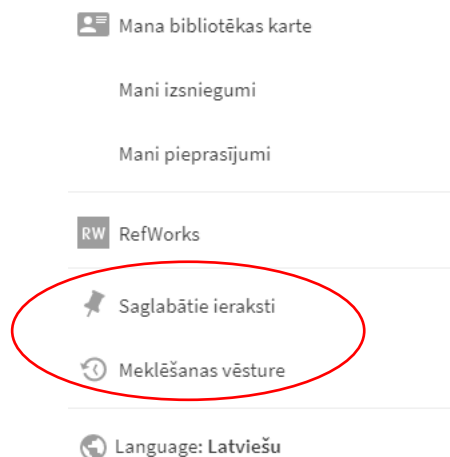 Mana bibliotēkas karte
Mani izsniegumi
Mani pieprasījumi
RW RefWorks
Saglabātie ieraksti
Meklēšanas vēsture
Language: Latviešu